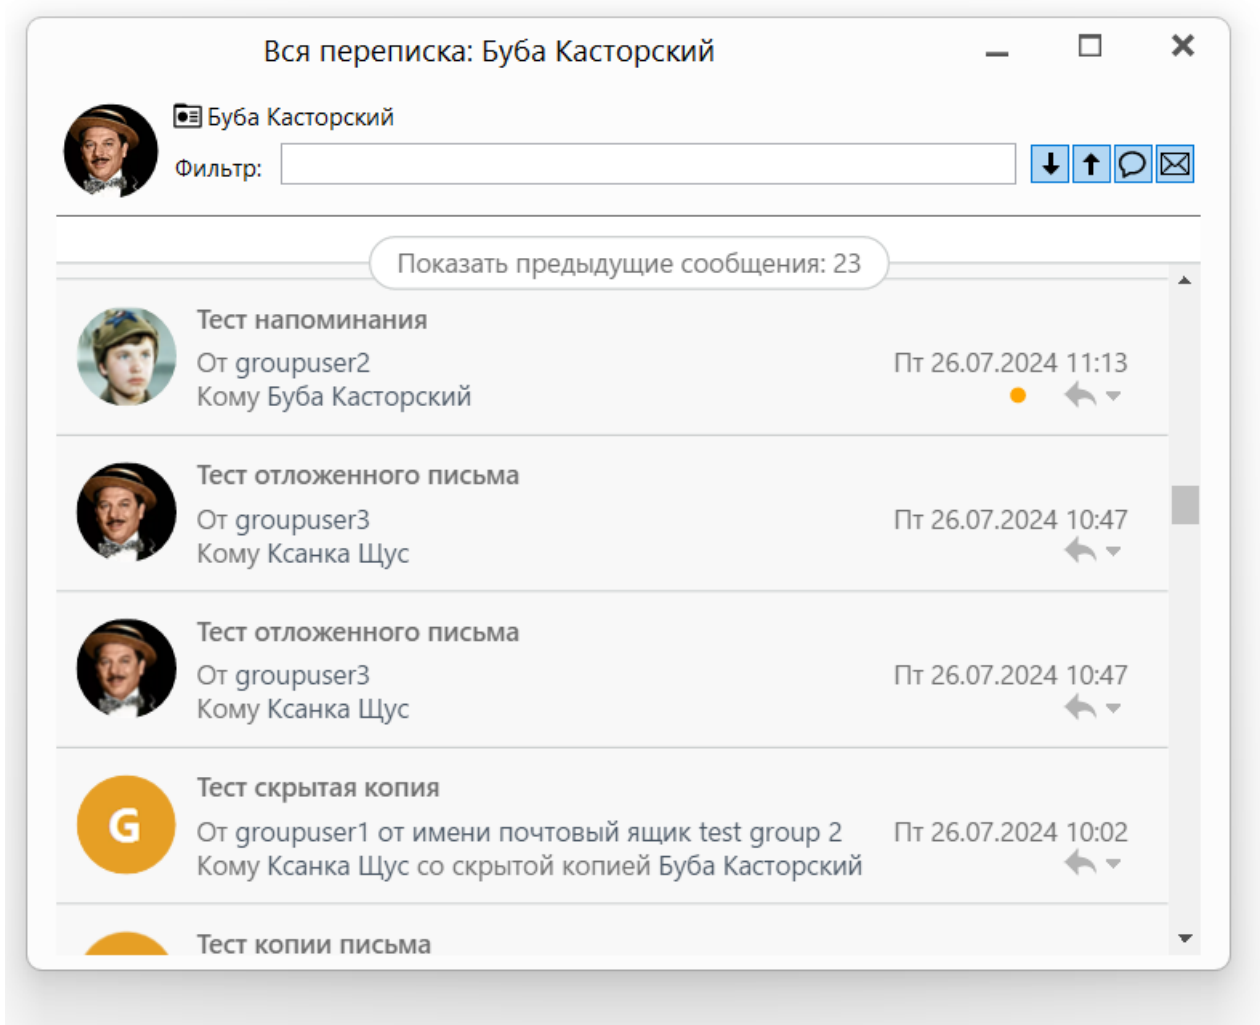 Вся переписка: Буба Касторский
Буба Касторский
Фильтр:
Показать предыдущие сообщения: 23
Тест напоминания
От groupuser2 Пт 26.07.2024 11:13
Кому Буба Касторский
Тест отложенного письма
От groupuser3 Пт 26.07.2024 10:47
Кому Ксанка Щус
Тест отложенного письма
От groupuser3 Пт 26.07.2024 10:47
Кому Ксанка Щус
Тест скрытая копия
G
От groupuser1 от имени почтовый ящик test group 2 Пт 26.07.2024 10:02
Кому Ксанка Щус со скрытой копией Буба Касторский
Тест копии письма